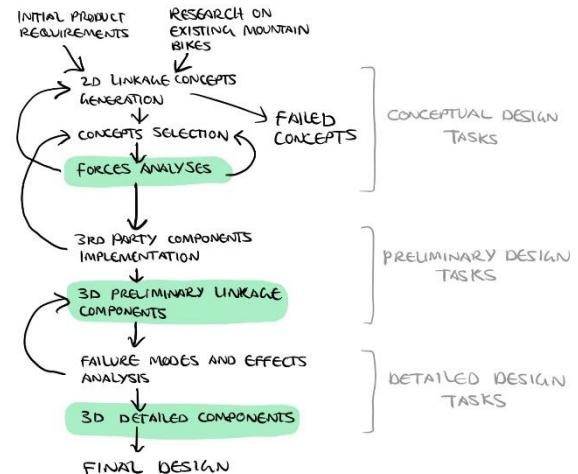 INITIAL PRODUCT
REQUIREMENTS
RESEARCH ON
EXISTING MOUNTAIN
BIKES
2D LINKAGE CONCEPTS
GENERATION
FAILED
CONCEPTS
CONCEPTS SELECTION
FORCES ANALYSES
CONCEPTUAL DESIGN
TASKS
3RD PARTY COMPONENTS
IMPLEMENTATION
3D PRELIMINARY LINKAGE
COMPONENTS
PRELIMINARY DESIGN
TASKS
FAILURE MODES AND EFFECTS
ANALYSIS
3D DETAILED COMPONENTS
DETAILED DESIGN
TASKS
FINAL DESIGN